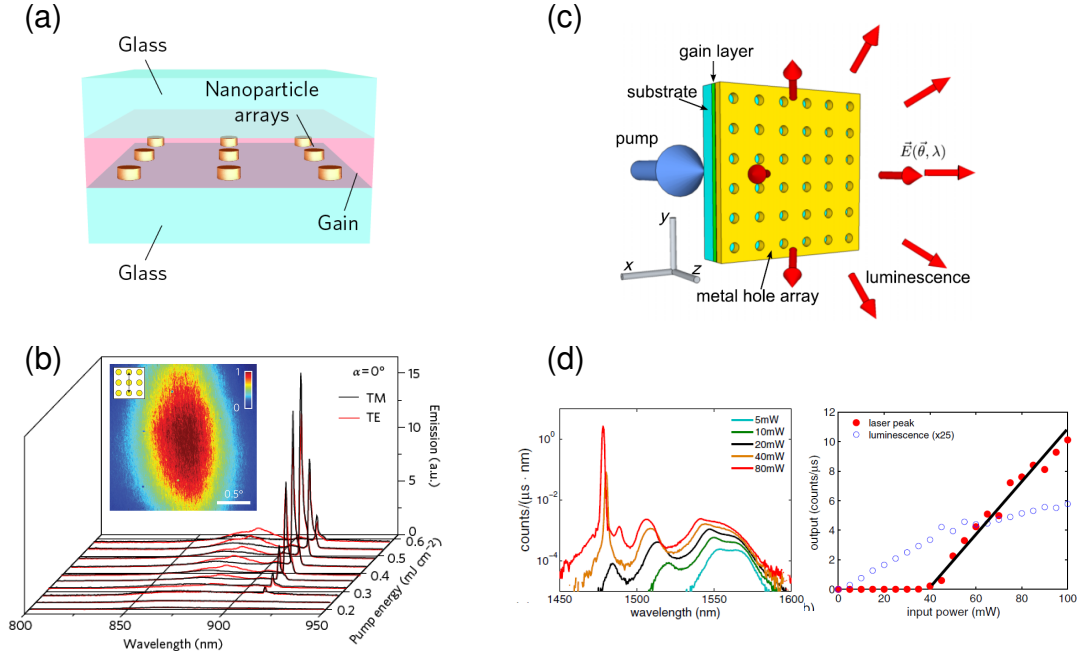 (a)
Glass
Nanoparticle
arrays
Gain
Glass
(b)
α=0°
TM
TE
1
0
0.5°
15
10
5
0
Emission (a.u.)
0.6
0.5
0.4
0.3
0.2
Pump energy (mJ cm⁻²)
800
850
900
950
Wavelength (nm)
(c)
gain layer
substrate
pump
E⃗(θ⃗, λ)
y
x
z
luminescence
metal hole array
(d)
counts/(μs · nm)
10⁰
10⁻²
10⁻⁴
5mW
10mW
20mW
40mW
80mW
1450
1500
1550
1600
wavelength (nm)
)
output (counts/μs)
12
10
8
6
4
2
0
laser peak
luminescence (x25)
0
20
40
60
80
100
input power (mW)